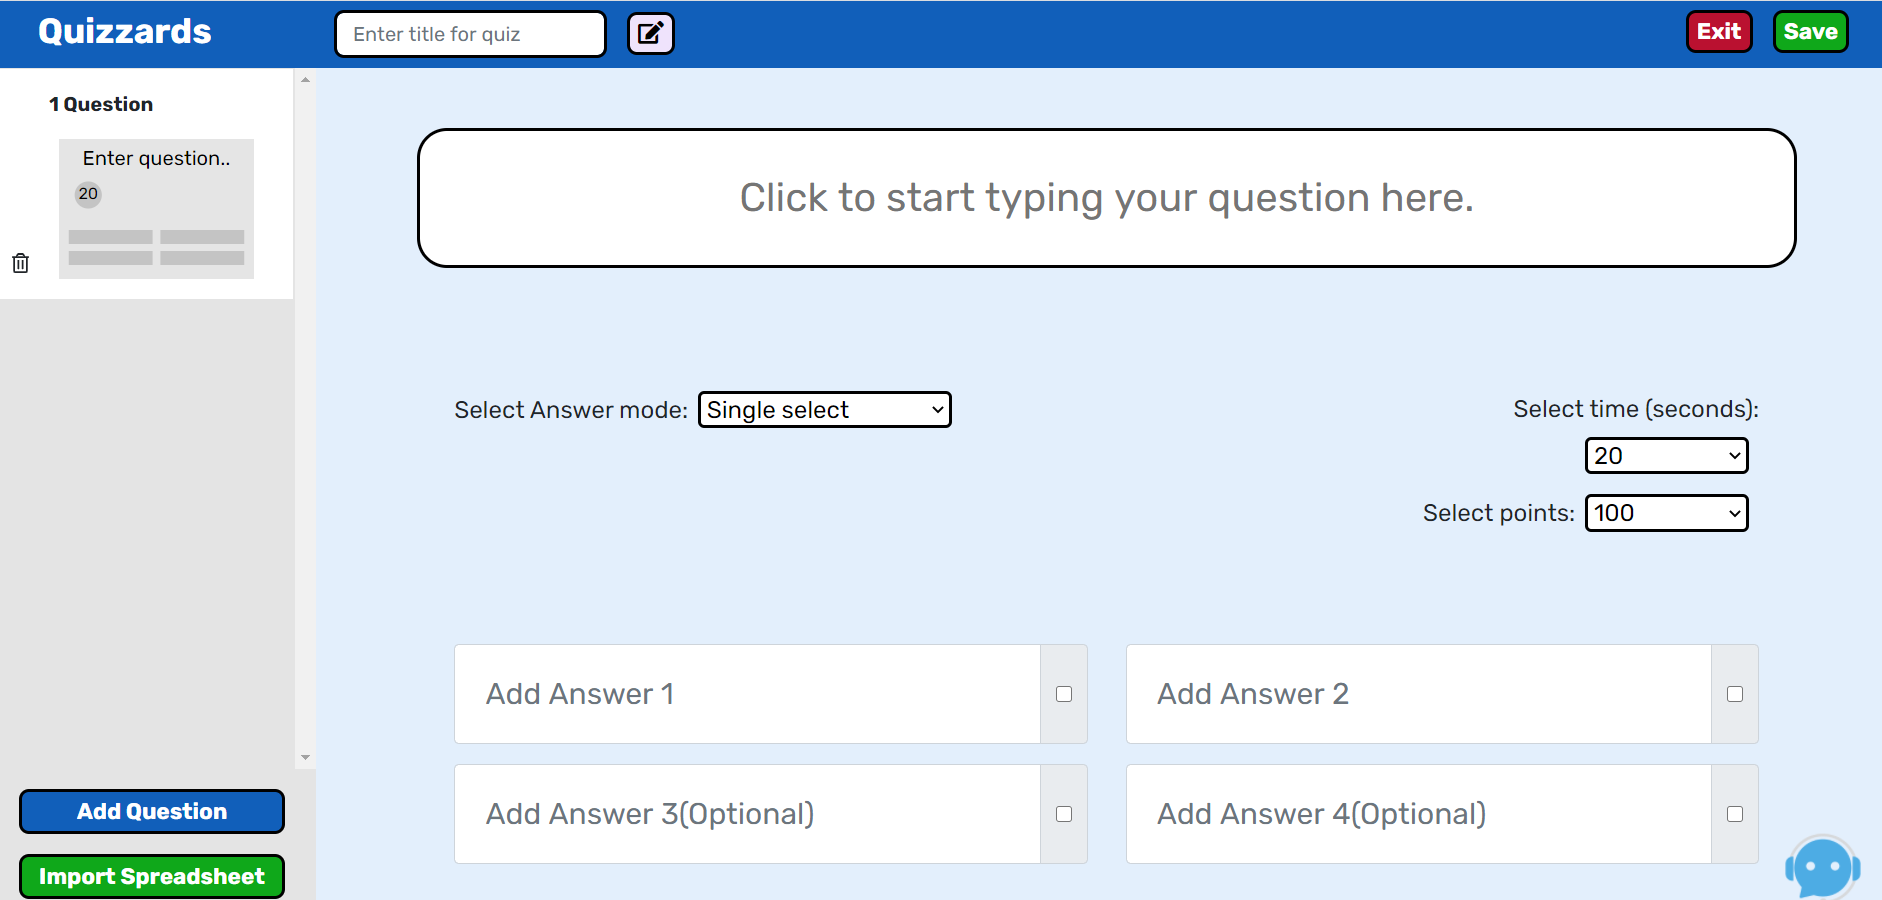 Quizzards
Enter title for quiz
Exit
Save
1 Question
Enter question..
20
Click to start typing your question here.
Select Answer mode: Single select
Select time (seconds):
20
Select points: 100
Add Answer 1
Add Answer 2
Add Answer 3(Optional)
Add Answer 4(Optional)
Add Question
Import Spreadsheet